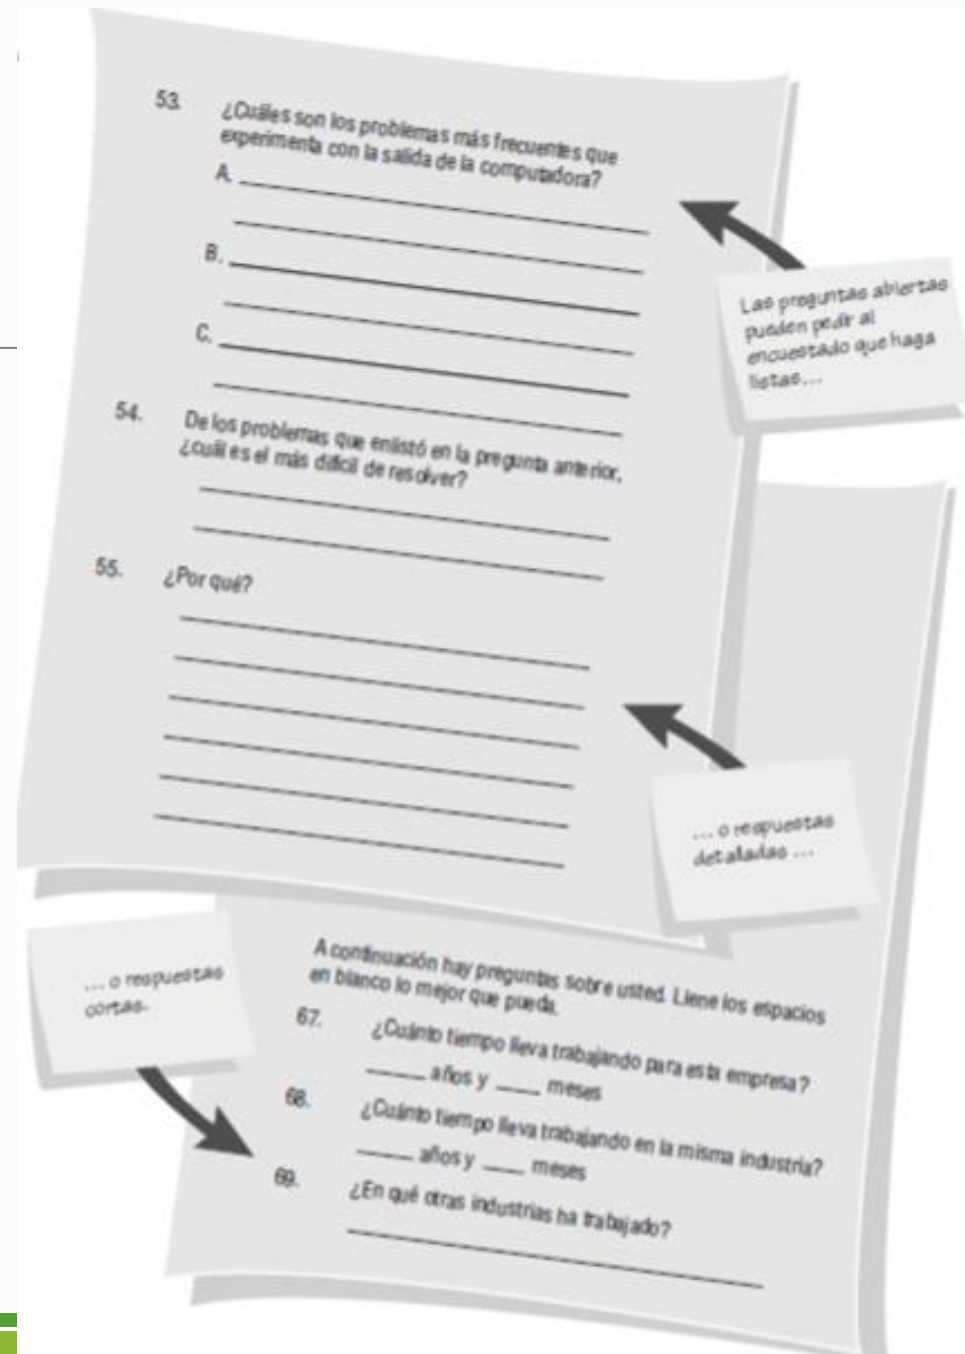 53. ¿Cuáles son los problemas más frecuentes que
experimenta con la salida de la computadora?
A.
B.
C.
Las preguntas abiertas
pueden pedir al
encuestado que haga
listas...
54. De los problemas que enlistó en la pregunta anterior,
¿cuál es el más difícil de resolver?
55. ¿Por qué?
... o respuestas
detalladas ...
... o respuestas
cortas.
A continuación hay preguntas sobre usted. Llene los espacios
en blanco lo mejor que pueda.
67. ¿Cuánto tiempo lleva trabajando para esta empresa?
_____ años y ____ meses
68. ¿Cuánto tiempo lleva trabajando en la misma industria?
_____ años y ____ meses
69. ¿En qué otras industrias ha trabajado?